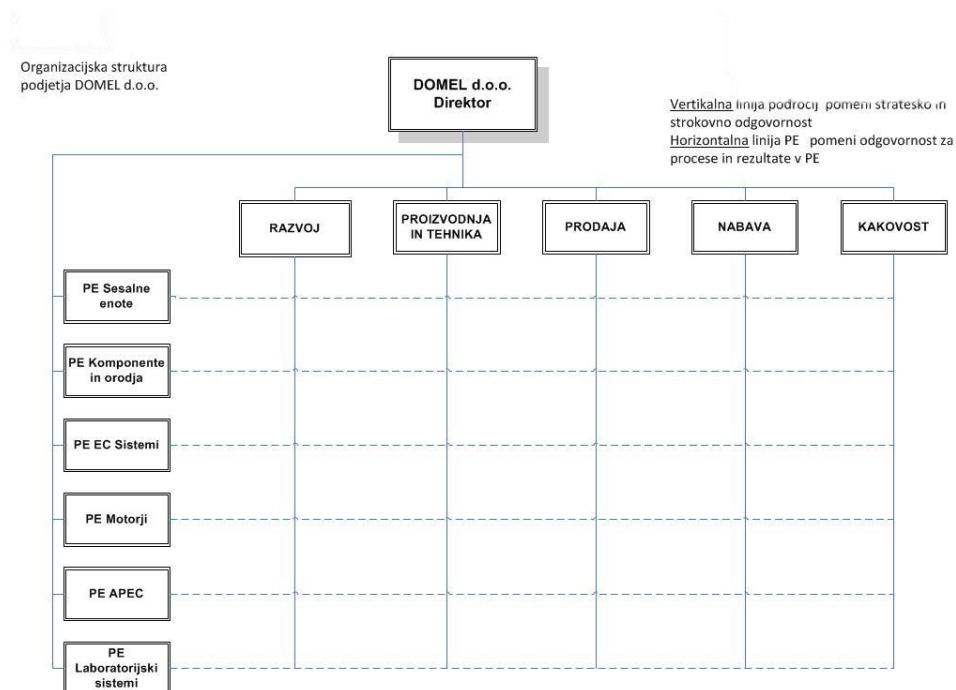 Organizacijska struktura
podjetja DOMEL d.o.o.
DOMEL d.o.o.
Direktor
Vertikalna linija področij pomeni strateško in
strokovno odgovornost
Horizontalna linija PE pomeni odgovornost za
procese in rezultate v PE
RAZVOJ
PROIZVODNJA
IN TEHNIKA
PRODAJA
NABAVA
KAKOVOST
PE Sesalne
enote
PE Komponente
in orodja
PE EC Sistemi
PE Motorji
PE APEC
PE
Laboratorijski
sistemi